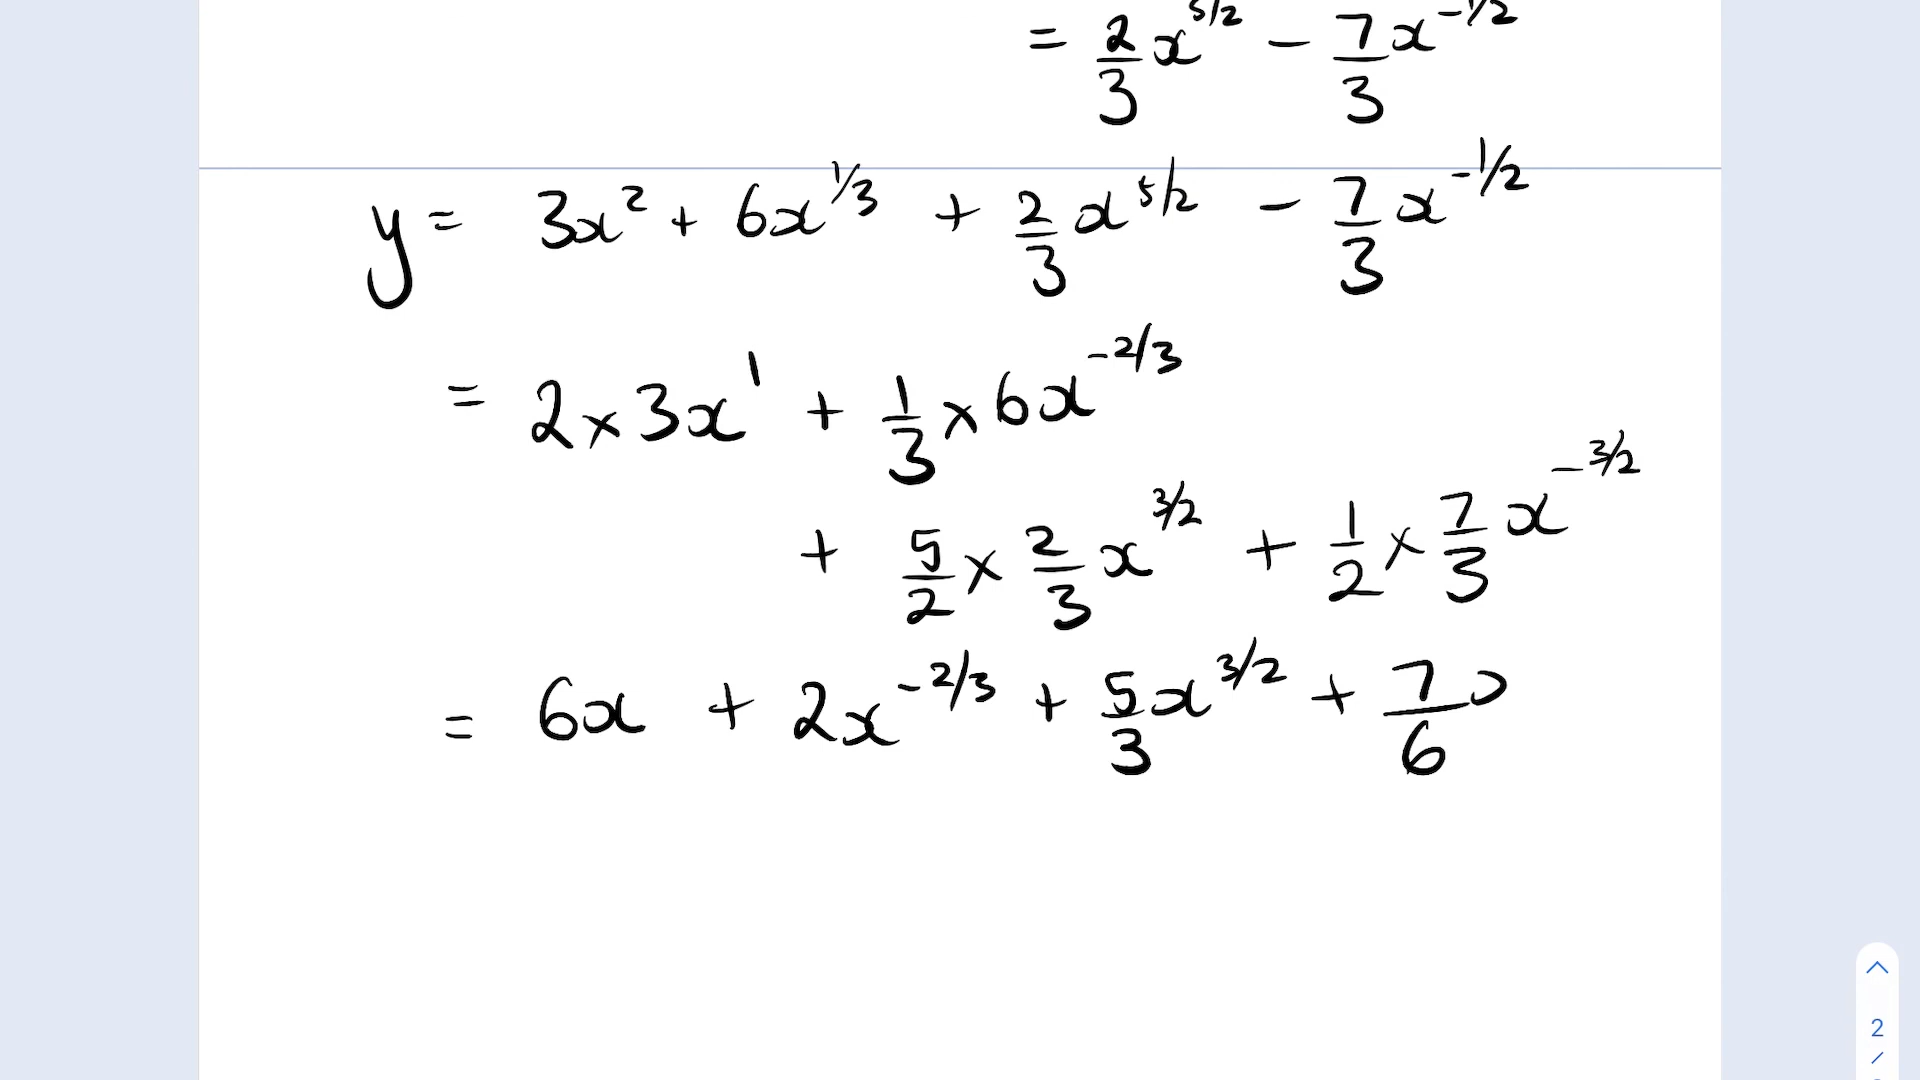 = 2/3 x^5/2 − 7/3 x^-1/2
y = 3x² + 6x^1/3 + 2/3 x^5/2 − 7/3 x^-1/2
= 2 × 3x^1 + 1/3 × 6x^-2/3
+ 5/2 × 2/3 x^3/2 + 1/2 × 7/3 x^-3/2
= 6x + 2x^-2/3 + 5/3 x^3/2 + 7/6
2
/